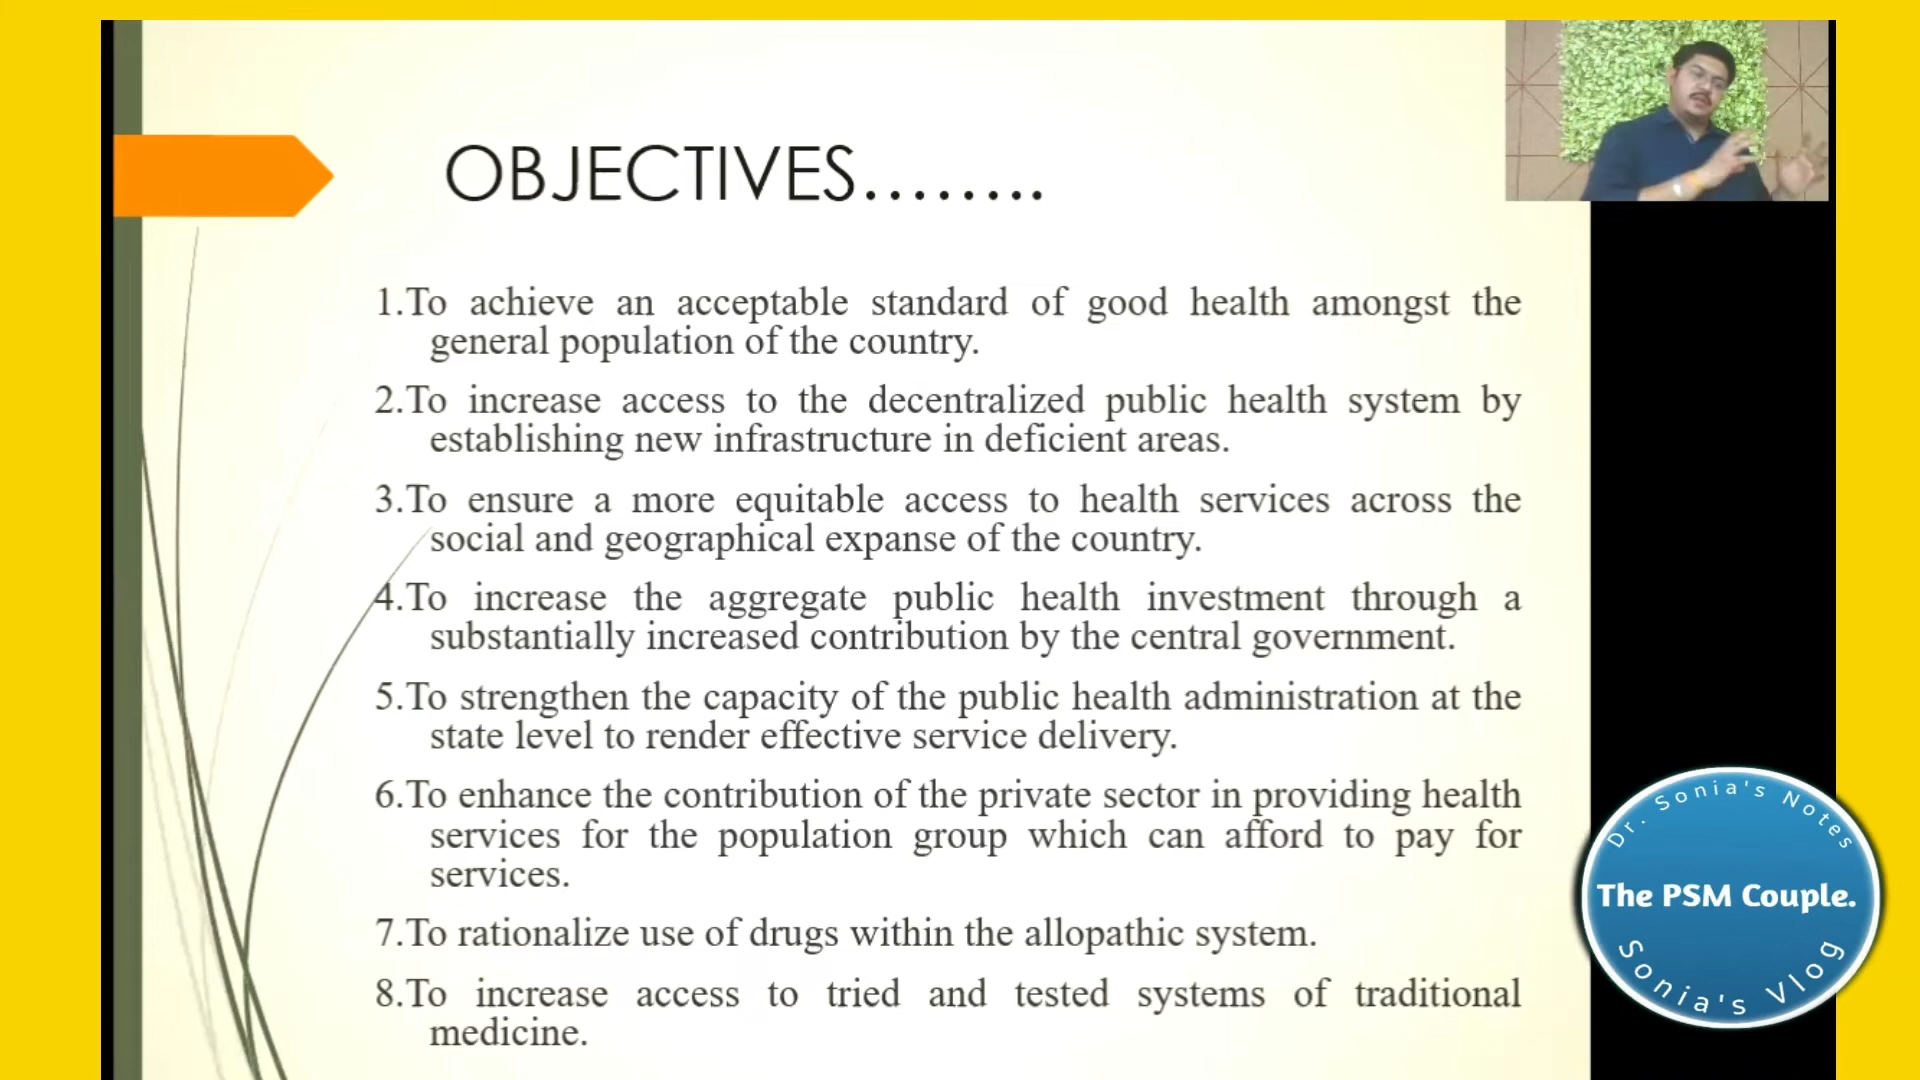 OBJECTIVES........
1.To achieve an acceptable standard of good health amongst the
general population of the country.
2.To increase access to the decentralized public health system by
establishing new infrastructure in deficient areas.
3.To ensure a more equitable access to health services across the
social and geographical expanse of the country.
4.To increase the aggregate public health investment through a
substantially increased contribution by the central government.
5.To strengthen the capacity of the public health administration at the
state level to render effective service delivery.
6.To enhance the contribution of the private sector in providing health
services for the population group which can afford to pay for
services.
7.To rationalize use of drugs within the allopathic system.
8.To increase access to tried and tested systems of traditional
medicine.
Dr. Sonia's Notes
The PSM Couple.
Sonia's Vlog